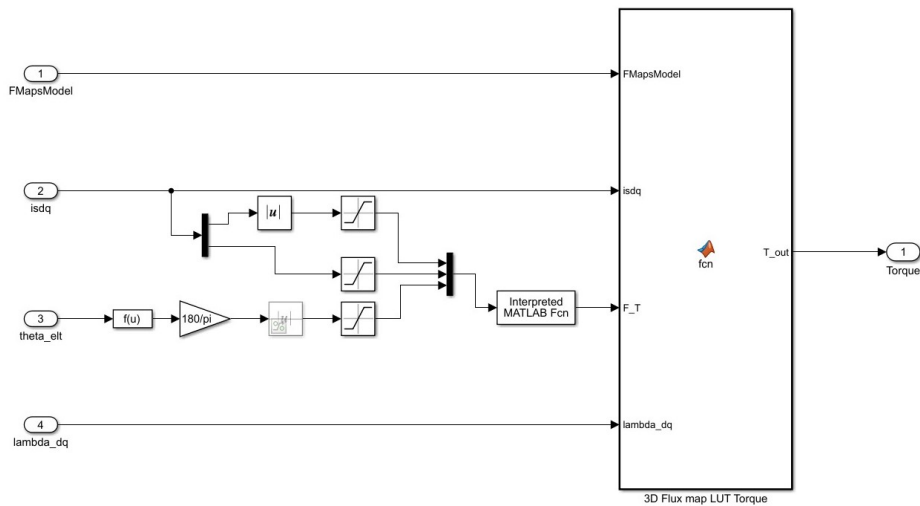 1
FMapsModel
FMapsModel
2
isdq
isdq
|u|
fcn
T_out
1
Torque
3
theta_elt
f(u)
180/pi
Interpreted
MATLAB Fcn
F_T
4
lambda_dq
lambda_dq
3D Flux map LUT Torque